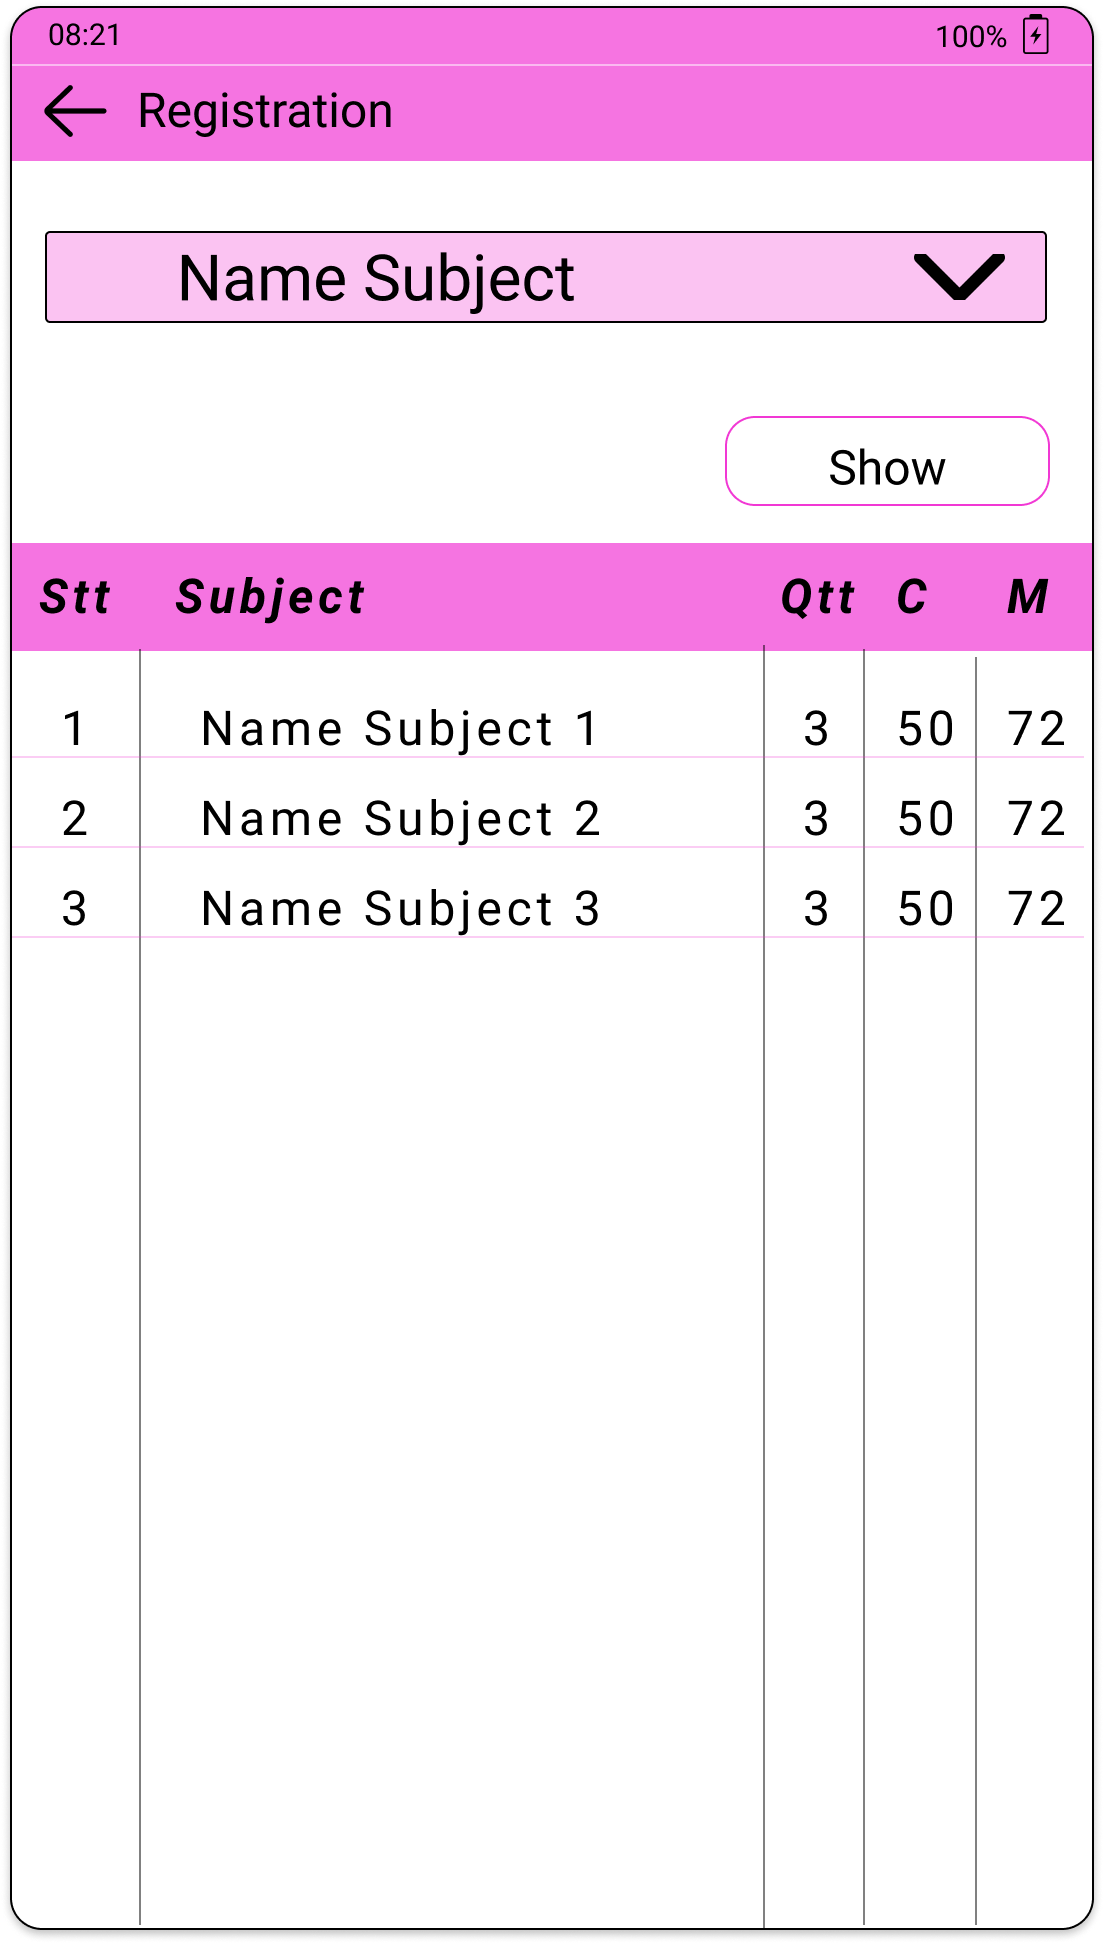 08:21 100%
Registration
Name Subject
Show
Stt Subject Qtt C M
1 Name Subject 1 3 50 72
2 Name Subject 2 3 50 72
3 Name Subject 3 3 50 72